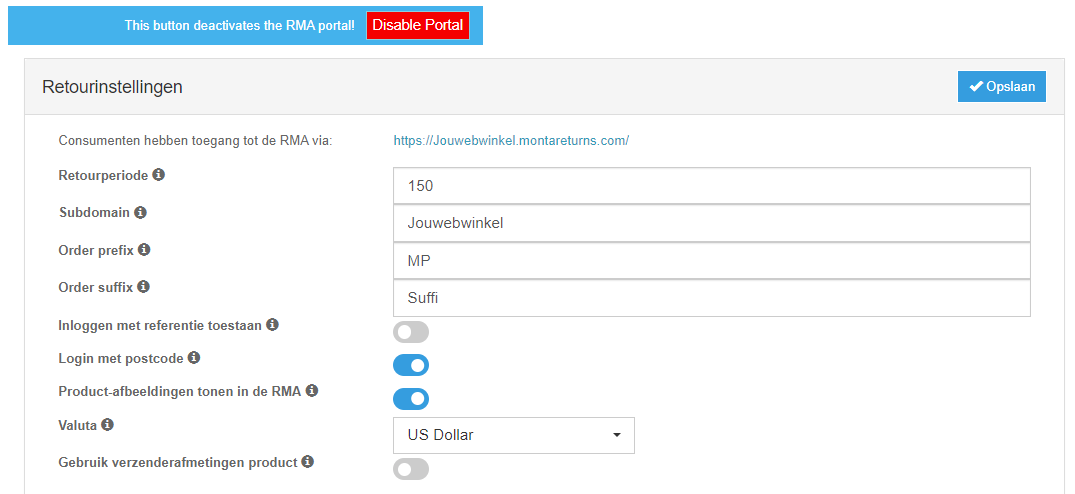 This button deactivates the RMA portal! Disable Portal
Retourinstellingen Opslaan
Consumenten hebben toegang tot de RMA via: https://Jouwebwinkel.montareturns.com/
Retourperiode 150
Subdomain Jouwebwinkel
Order prefix MP
Order suffix Suffi
Inloggen met referentie toestaan
Login met postcode
Product-afbeeldingen tonen in de RMA
Valuta US Dollar
Gebruik verzenderafmetingen product